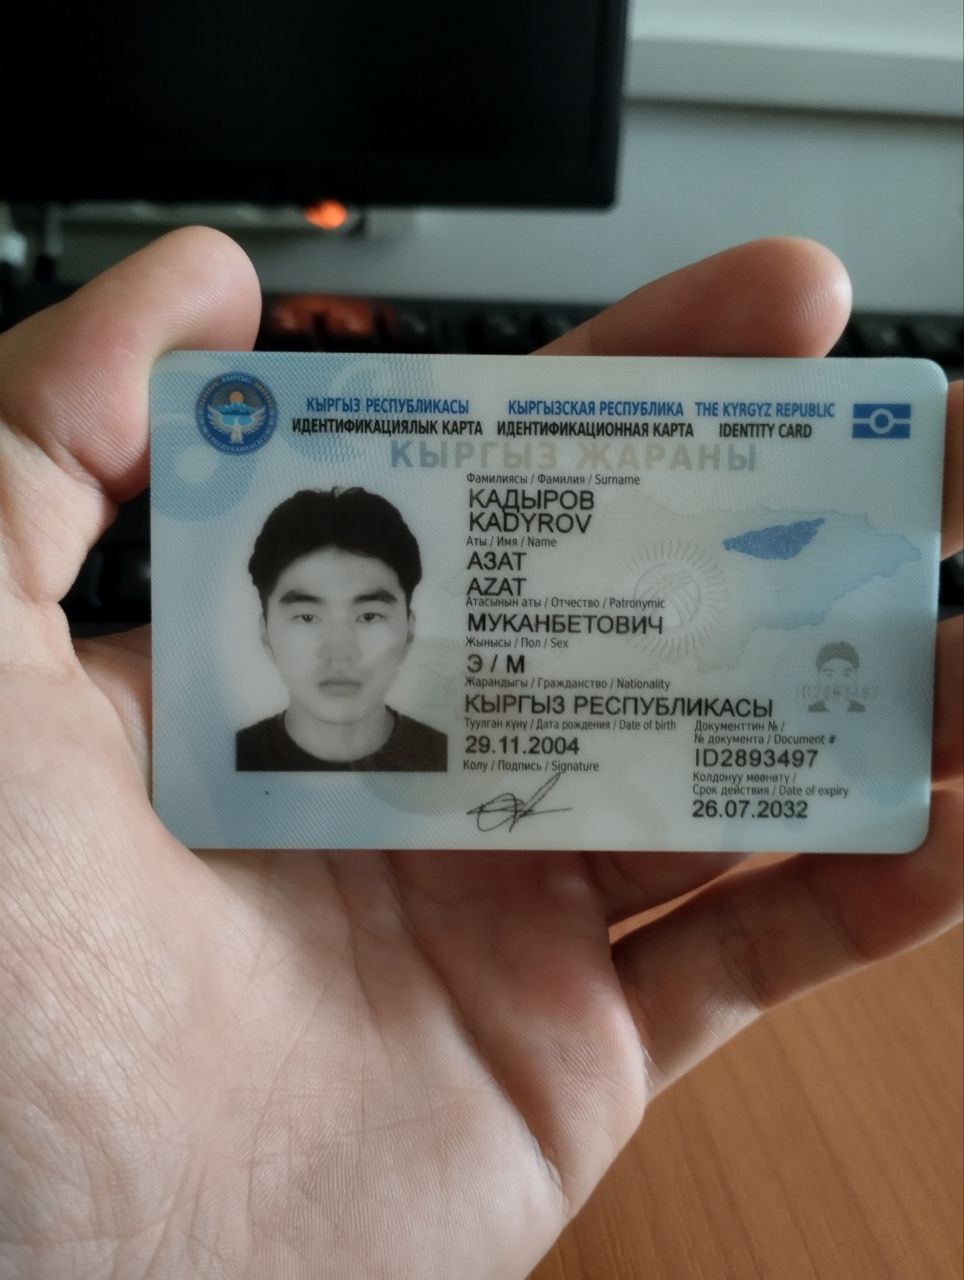 КЫРГЫЗ РЕСПУБЛИКАСЫ КЫРГЫЗСКАЯ РЕСПУБЛИКА THE KYRGYZ REPUBLIC
ИДЕНТИФИКАЦИЯЛЫК КАРТА ИДЕНТИФИКАЦИОННАЯ КАРТА IDENTITY CARD
КЫРГЫЗ ЖАРАНЫ
Фамилиясы / Фамилия / Surname
КАДЫРОВ
KADYROV
Аты / Имя / Name
АЗАТ
AZAT
Атасынын аты / Отчество / Patronymic
МУКАНБЕТОВИЧ
Жынысы / Пол / Sex
Э / М
Жарандыгы / Гражданство / Nationality
КЫРГЫЗ РЕСПУБЛИКАСЫ
Туулган күнү / Дата рождения / Date of birth
29.11.2004
Колу / Подпись / Signature
Документтин № /
№ документа / Document #
ID2893497
Колдонуу мөөнөтү /
Срок действия / Date of expiry
26.07.2032